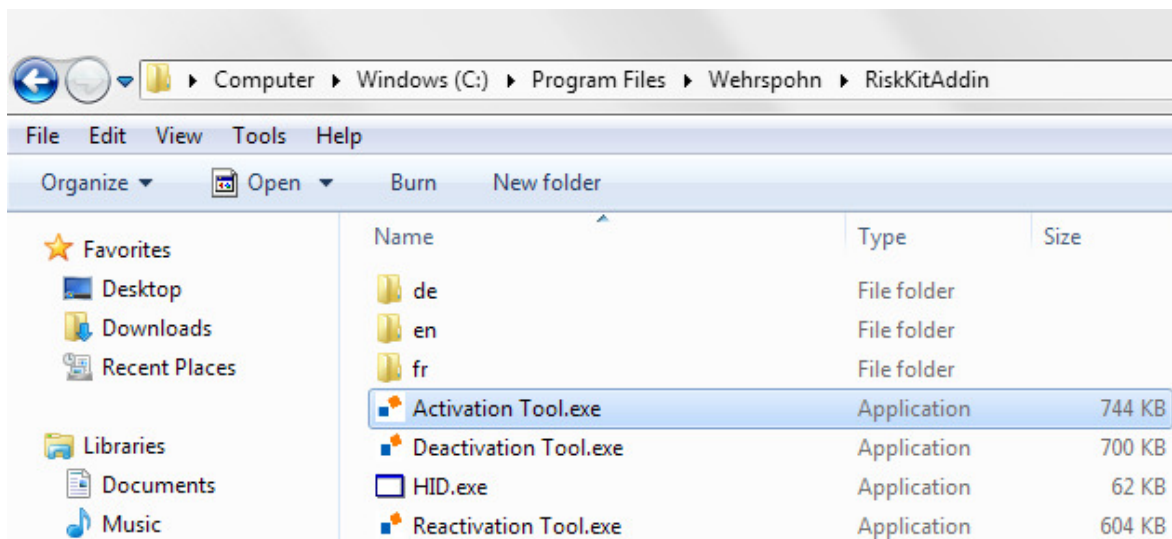 Computer Windows (C:) Program Files Wehrspohn RiskKitAddin
File Edit View Tools Help
Organize Open Burn New folder
Favorites
Desktop
Downloads
Recent Places
Libraries
Documents
Music
Name Type Size
de File folder
en File folder
fr File folder
Activation Tool.exe Application 744 KB
Deactivation Tool.exe Application 700 KB
HID.exe Application 62 KB
Reactivation Tool.exe Application 604 KB